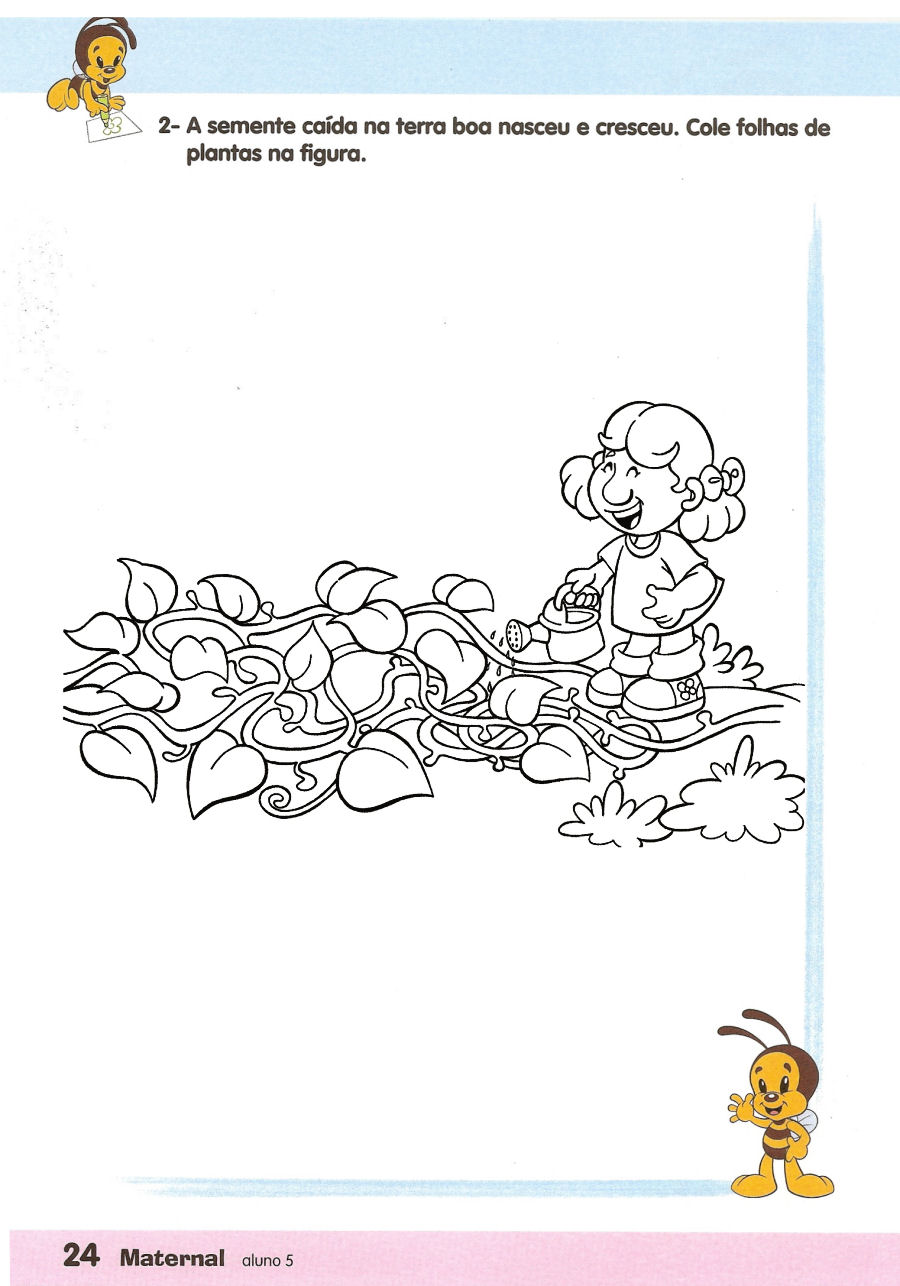 2- A semente caída na terra boa nasceu e cresceu. Cole folhas de
plantas na figura.
24 Maternal aluno 5